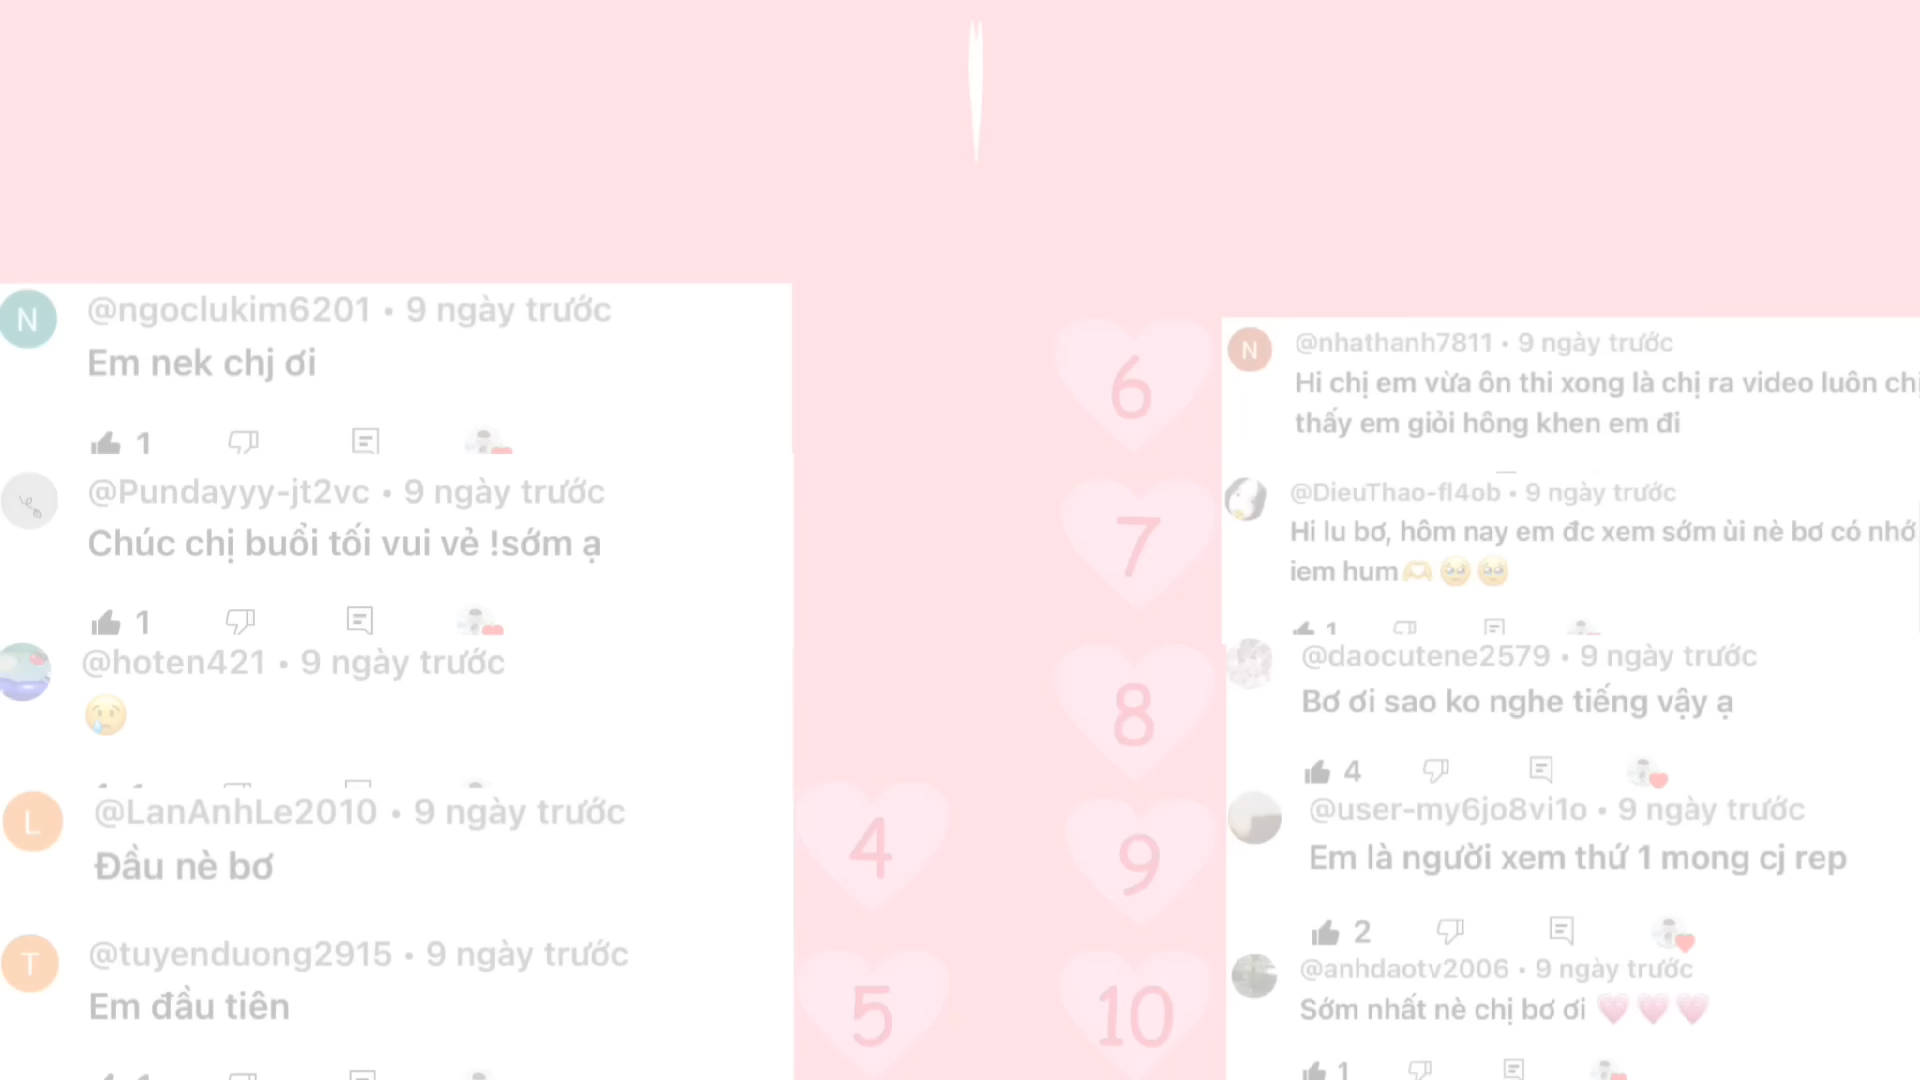 N
@ngoclukim6201 • 9 ngày trước
Em nek chị ơi
1
@Pundayyy-jt2vc • 9 ngày trước
Chúc chị buổi tối vui vẻ !sớm ạ
1
@hoten421 • 9 ngày trước
😢
L
@LanAnhLe2010 • 9 ngày trước
Đầu nè bơ
4
T
@tuyenduong2915 • 9 ngày trước
Em đầu tiên
5
6
N
@nhathanh7811 • 9 ngày trước
Hi chị em vừa ôn thi xong là chị ra video luôn chị
thấy em giỏi hông khen em đi
7
@DieuThao-fl4ob • 9 ngày trước
Hi lu bơ, hôm nay em đc xem sớm ùi nè bơ có nhớ
iem hum🫶🥹🥹
1
8
@daocutene2579 • 9 ngày trước
Bơ ơi sao ko nghe tiếng vậy ạ
4
9
@user-my6jo8vi1o • 9 ngày trước
Em là người xem thứ 1 mong cj rep
2
10
@anhdaotv2006 • 9 ngày trước
Sớm nhất nè chị bơ ơi 💗💗💗
1